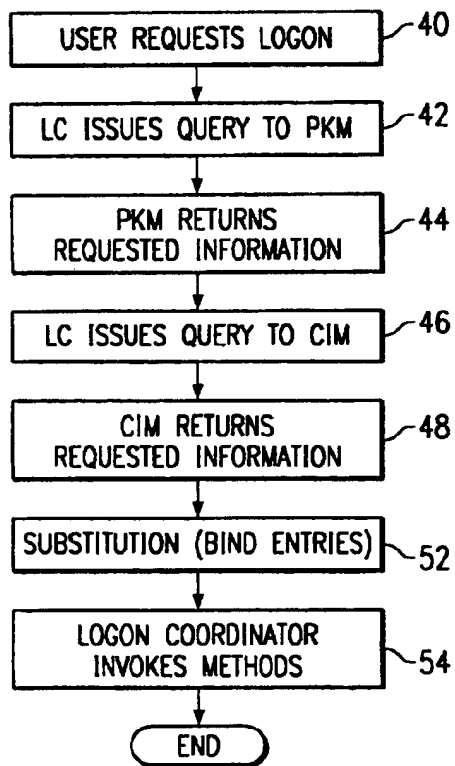 USER REQUESTS LOGON
40
LC ISSUES QUERY TO PKM
42
PKM RETURNS
REQUESTED INFORMATION
44
LC ISSUES QUERY TO CIM
46
CIM RETURNS
REQUESTED INFORMATION
48
SUBSTITUTION (BIND ENTRIES)
52
LOGON COORDINATOR
INVOKES METHODS
54
END